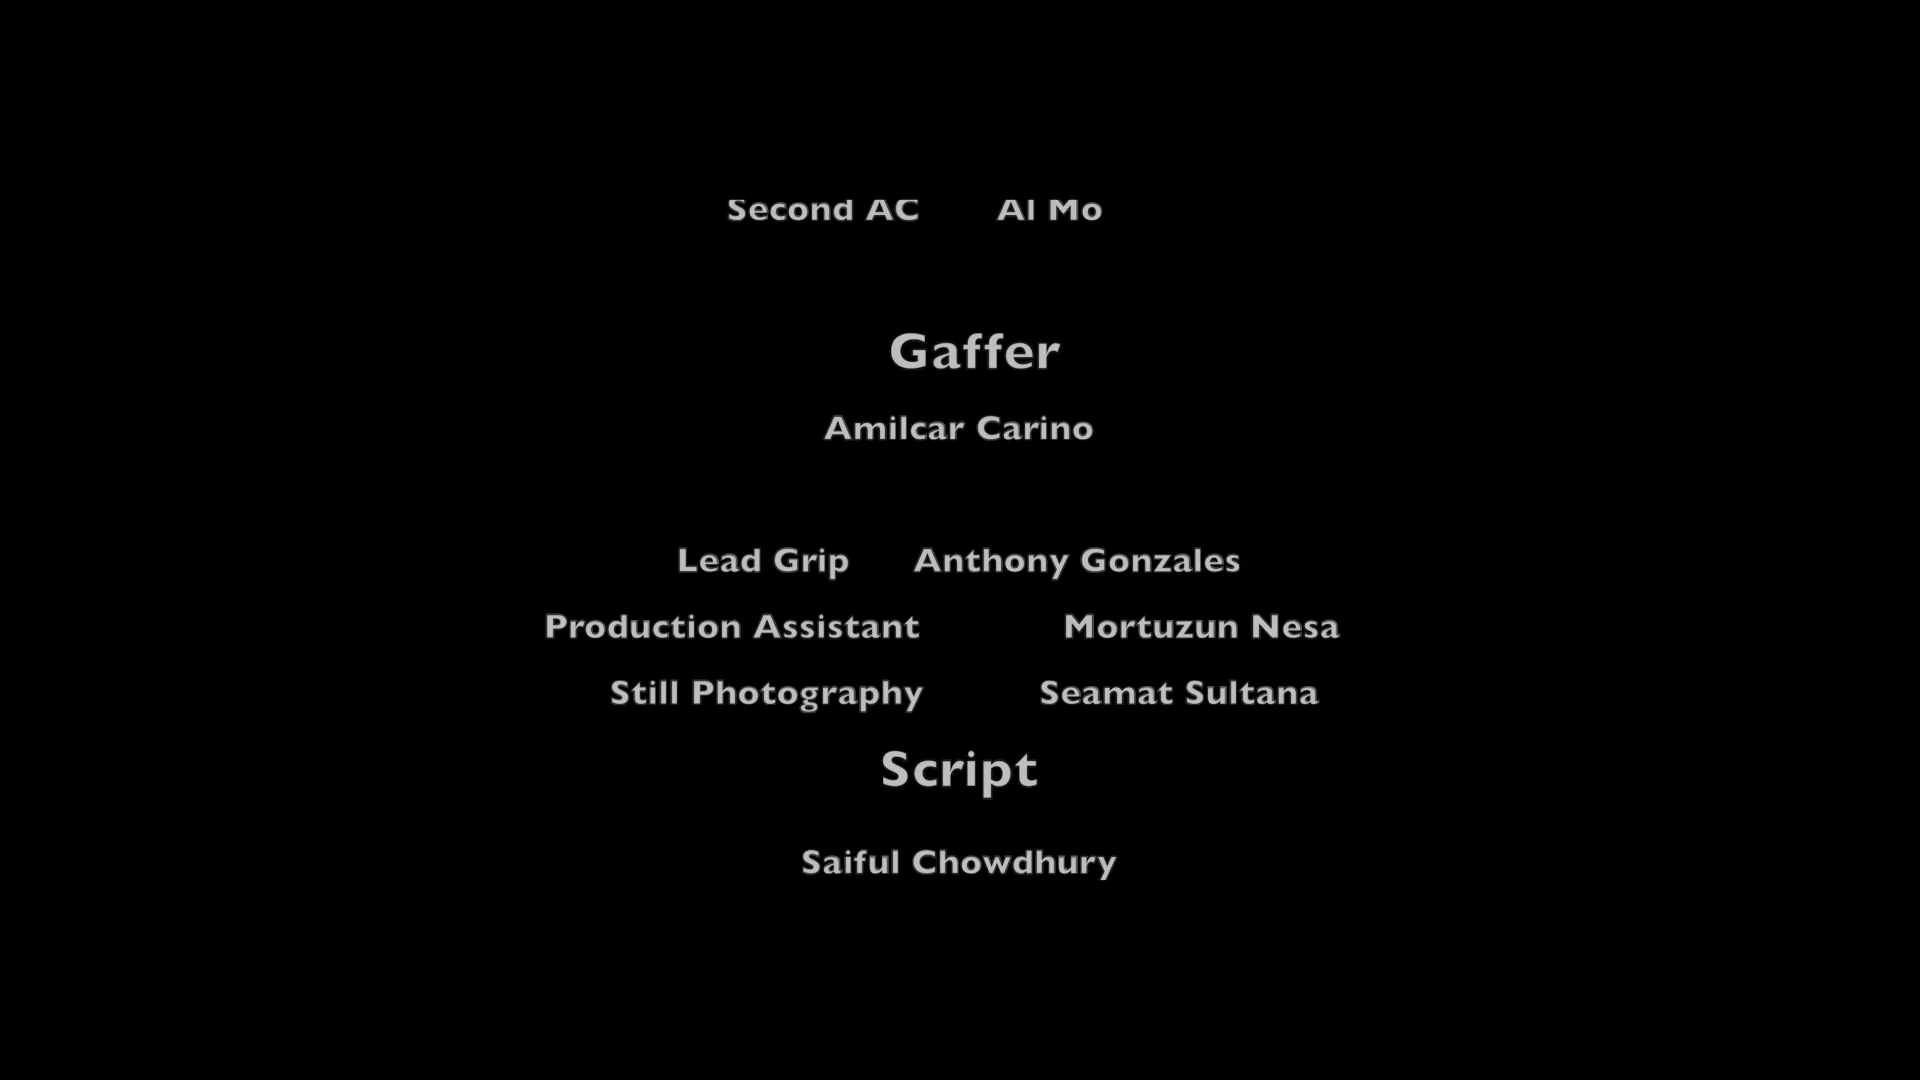 Second AC Al Mo
Gaffer
Amilcar Carino
Lead Grip Anthony Gonzales
Production Assistant Mortuzun Nesa
Still Photography Seamat Sultana
Script
Saiful Chowdhury